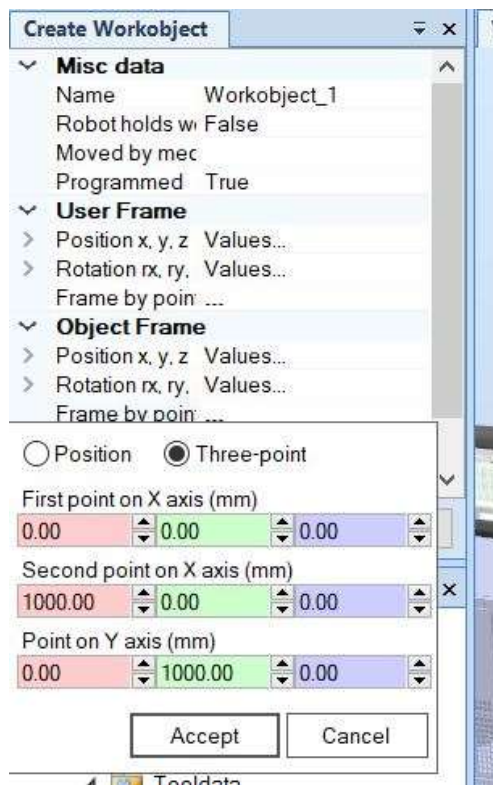 Create Workobject
Misc data
Name Workobject_1
Robot holds w False
Moved by mec
Programmed True
User Frame
Position x, y, z Values...
Rotation rx, ry, Values...
Frame by poin ...
Object Frame
Position x, y, z Values...
Rotation rx, ry, Values...
Frame by poin ...
Position Three-point
First point on X axis (mm)
0.00 0.00 0.00
Second point on X axis (mm)
1000.00 0.00 0.00
Point on Y axis (mm)
0.00 1000.00 0.00
Accept Cancel
Tooldata